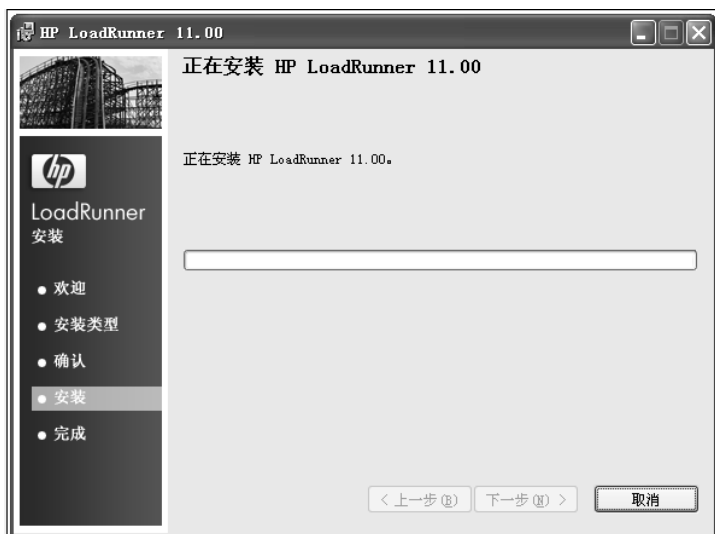 HP LoadRunner 11.00
正在安装 HP LoadRunner 11.00
正在安装 HP LoadRunner 11.00。
hp
LoadRunner
安装
欢迎
安装类型
确认
安装
完成
< 上一步(B)
下一步(N) >
取消